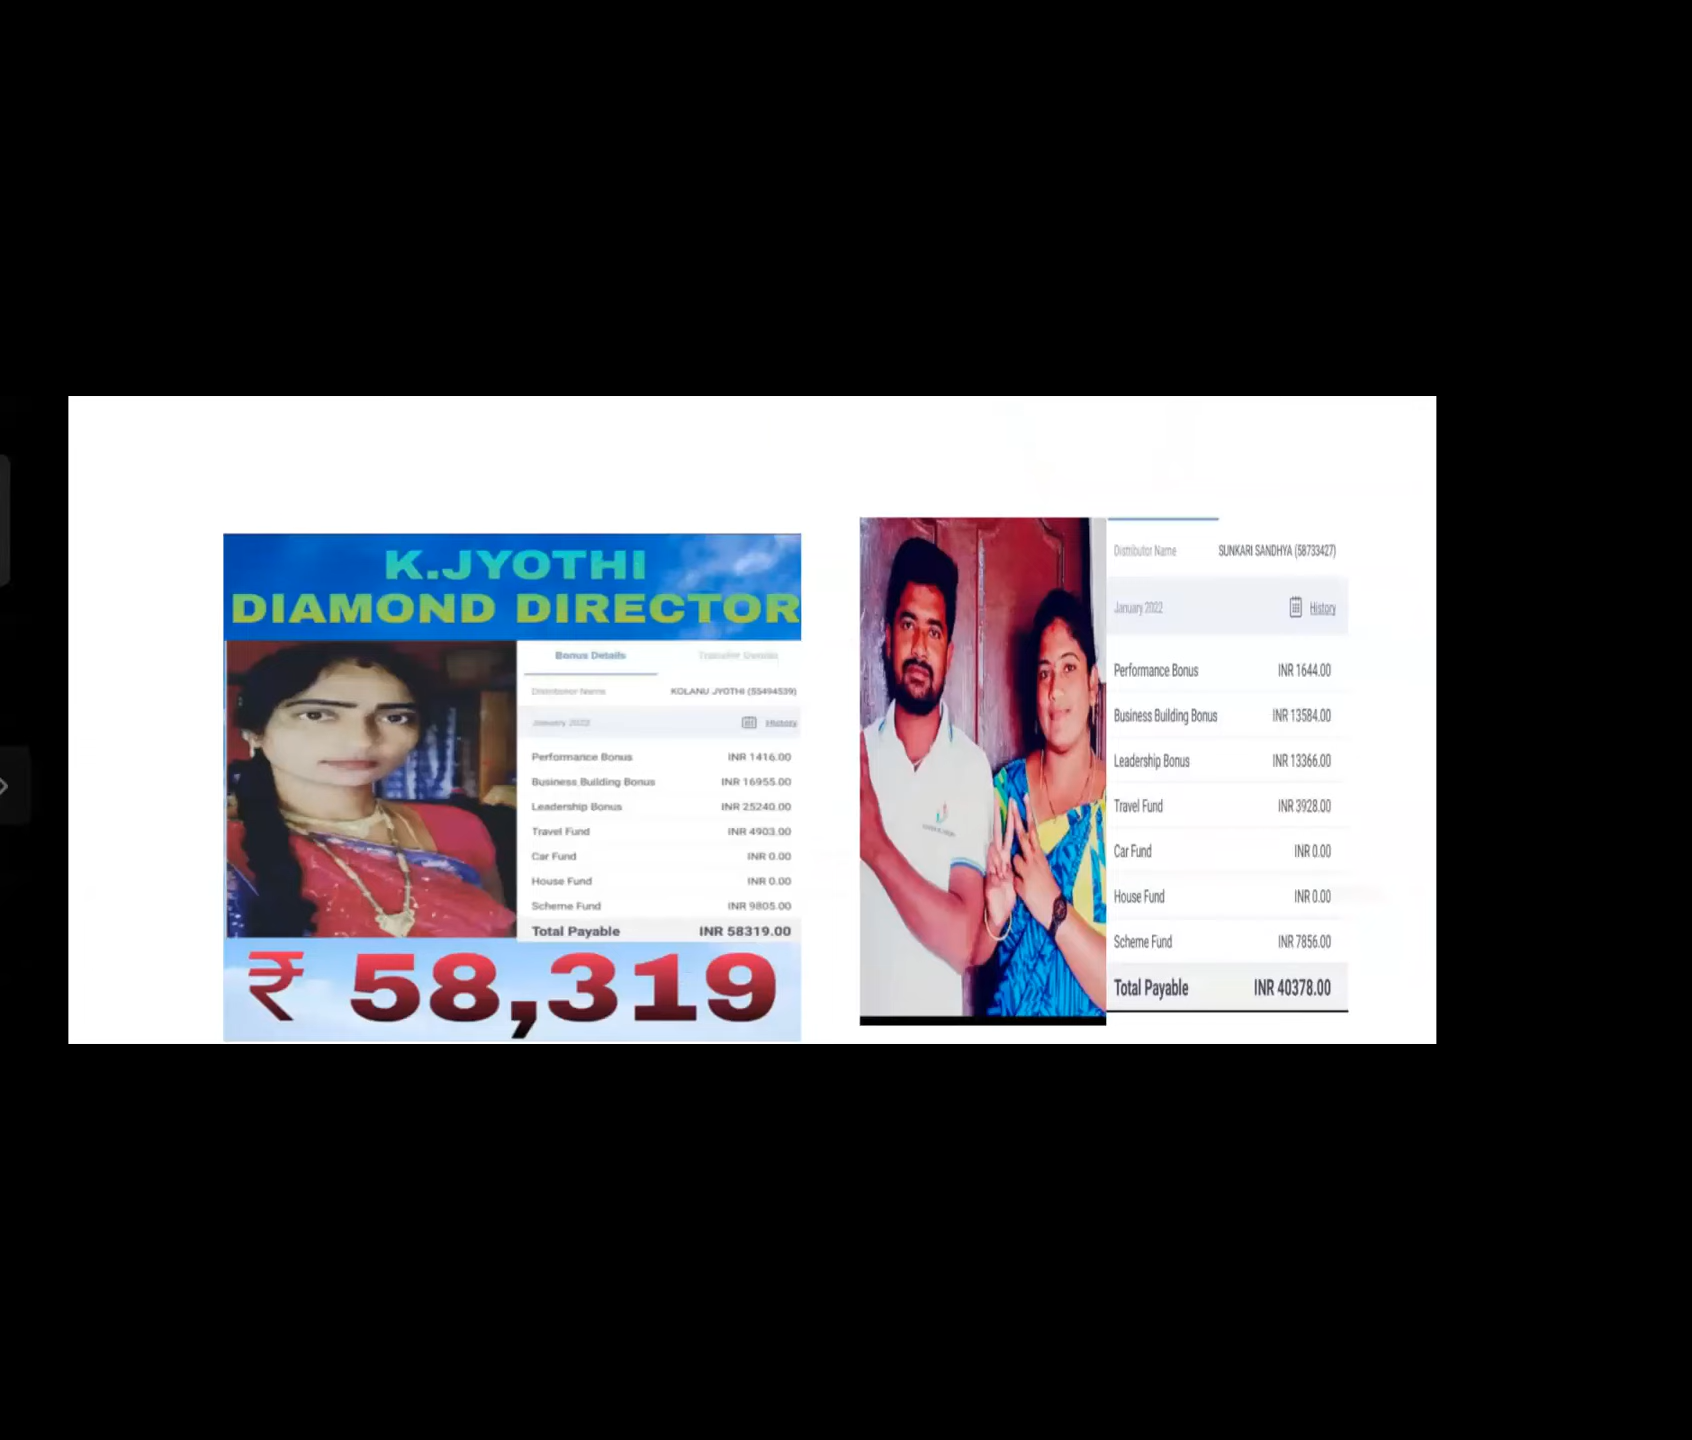 K.JYOTHI
DIAMOND DIRECTOR
Bonus Details Transfer Details
Distributor Name KOLANU JYOTHI (55494539)
January 2022 History
Performance Bonus INR 1416.00
Business Building Bonus INR 16955.00
Leadership Bonus INR 25240.00
Travel Fund INR 4903.00
Car Fund INR 0.00
House Fund INR 0.00
Scheme Fund INR 9805.00
Total Payable INR 58319.00
₹ 58,319
Distributor Name SUNKARI SANDHYA (58733427)
January 2022 History
Performance Bonus INR 1644.00
Business Building Bonus INR 13584.00
Leadership Bonus INR 13366.00
Travel Fund INR 3928.00
Car Fund INR 0.00
House Fund INR 0.00
Scheme Fund INR 7856.00
Total Payable INR 40378.00